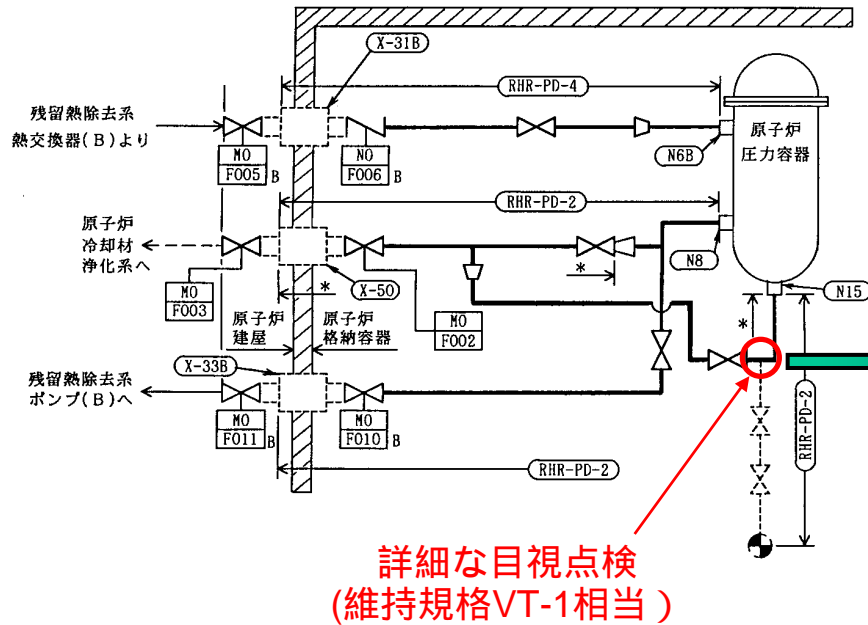 X-31B
RHR-PD-4
残留熱除去系
熱交換器(B)より
MO
F005
B
NO
F006
B
N6B
原子炉
圧力容器
RHR-PD-2
原子炉
冷却材
浄化系へ
MO
F003
X-50
*
*
N8
N15
*
MO
F002
原子炉
建屋
原子炉
格納容器
X-33B
残留熱除去系
ポンプ(B)へ
MO
F011
B
MO
F010
B
RHR-PD-2
RHR-PD-2
詳細な目視点検
(維持規格VT-1相当)